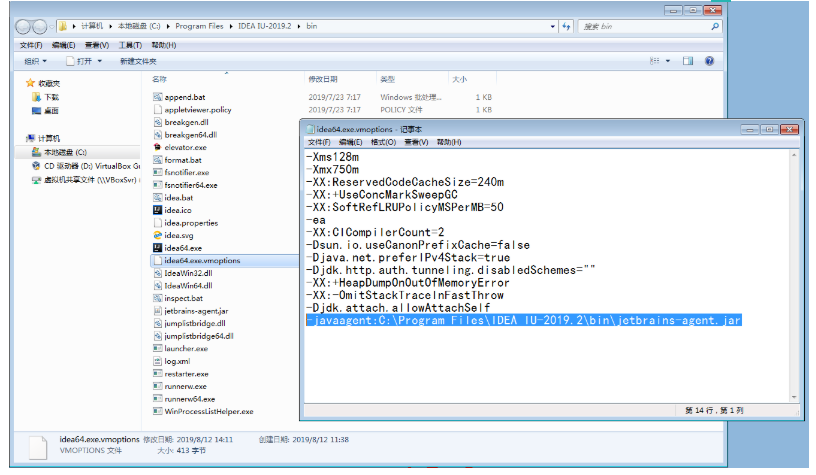 计算机 ▸ 本地磁盘 (C:) ▸ Program Files ▸ IDEA IU-2019.2 ▸ bin
搜索 bin
文件(F) 编辑(E) 查看(V) 工具(T) 帮助(H)
组织 打开 新建文件夹
名称 修改日期 类型 大小
收藏夹
下载
桌面
计算机
本地磁盘 (C:)
CD 驱动器 (D:) VirtualBox Gu
虚拟机共享文件 (\\VBoxSvr)
append.bat 2019/7/23 7:17 Windows 批处理... 1 KB
appletviewer.policy 2019/7/23 7:17 POLICY 文件 1 KB
breakgen.dll
breakgen64.dll
elevator.exe
format.bat
fsnotifier.exe
fsnotifier64.exe
idea.bat
idea.ico
idea.properties
idea.svg
idea64.exe
idea64.exe.vmoptions
IdeaWin32.dll
IdeaWin64.dll
inspect.bat
jetbrains-agent.jar
jumplistbridge.dll
jumplistbridge64.dll
launcher.exe
log.xml
restarter.exe
runnerw.exe
runnerw64.exe
WinProcessListHelper.exe
idea64.exe.vmoptions - 记事本
文件(F) 编辑(E) 格式(O) 查看(V) 帮助(H)
-Xms128m
-Xmx750m
-XX:ReservedCodeCacheSize=240m
-XX:+UseConcMarkSweepGC
-XX:SoftRefLRUPolicyMSPerMB=50
-ea
-XX:CICompilerCount=2
-Dsun.io.useCanonPrefixCache=false
-Djava.net.preferIPv4Stack=true
-Djdk.http.auth.tunneling.disabledSchemes=""
-XX:+HeapDumpOnOutOfMemoryError
-XX:-OmitStackTraceInFastThrow
-Djdk.attach.allowAttachSelf
-javaagent:C:\Program Files\IDEA IU-2019.2\bin\jetbrains-agent.jar
第 14 行，第 1 列
idea64.exe.vmoptions 修改日期: 2019/8/12 14:11 创建日期: 2019/8/12 11:38
VMOPTIONS 文件 大小: 413 字节